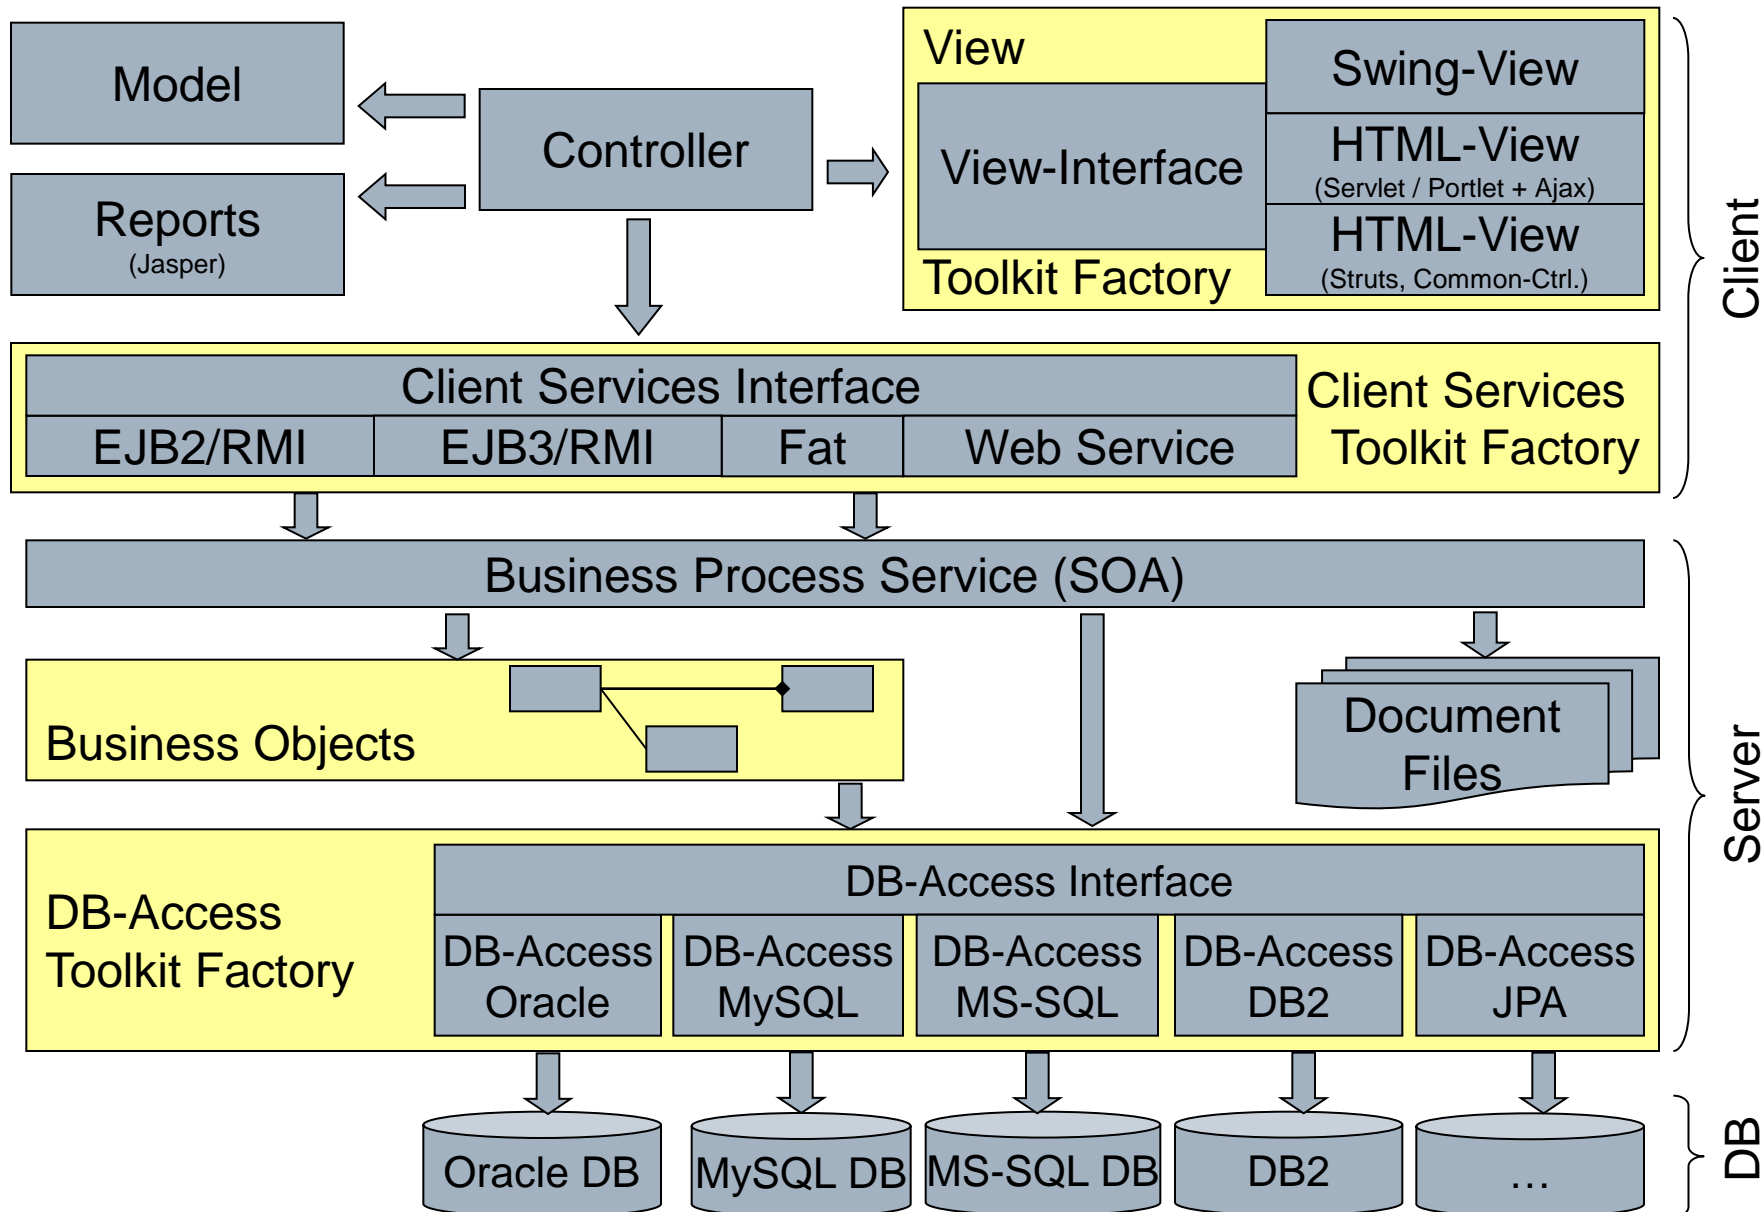 Model
Reports
(Jasper)
Controller
View
View-Interface
Toolkit Factory
Swing-View
HTML-View
(Servlet / Portlet + Ajax)
HTML-View
(Struts, Common-Ctrl.)
Client
Client Services Interface
EJB2/RMI
EJB3/RMI
Fat
Web Service
Client Services
Toolkit Factory
Business Process Service (SOA)
Business Objects
Document
Files
Server
DB-Access
Toolkit Factory
DB-Access Interface
DB-Access
Oracle
DB-Access
MySQL
DB-Access
MS-SQL
DB-Access
DB2
DB-Access
JPA
Oracle DB
MySQL DB
MS-SQL DB
DB2
…
DB